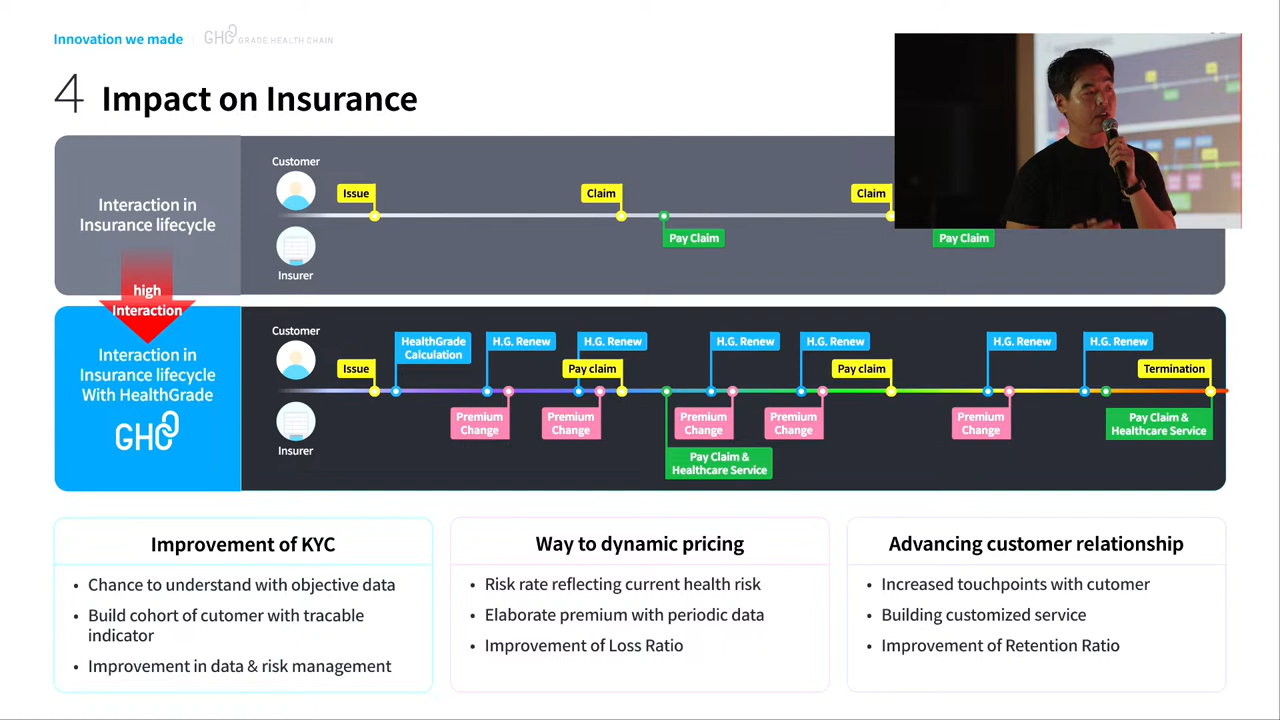 Innovation we made
GHC GRADE HEALTH CHAIN
4 Impact on Insurance
Interaction in
Insurance lifecycle
Customer
Issue
Claim
Claim
Pay Claim
Pay Claim
Insurer
high
Interaction
Interaction in
Insurance lifecycle
With HealthGrade
GHC
Customer
HealthGrade
Calculation
H.G. Renew
H.G. Renew
H.G. Renew
H.G. Renew
H.G. Renew
H.G. Renew
Issue
Pay claim
Pay claim
Termination
Premium
Change
Premium
Change
Premium
Change
Premium
Change
Premium
Change
Pay Claim &
Healthcare Service
Pay Claim &
Healthcare Service
Insurer
Improvement of KYC
• Chance to understand with objective data
• Build cohort of cutomer with tracable
indicator
• Improvement in data & risk management
Way to dynamic pricing
• Risk rate reflecting current health risk
• Elaborate premium with periodic data
• Improvement of Loss Ratio
Advancing customer relationship
• Increased touchpoints with cutomer
• Building customized service
• Improvement of Retention Ratio